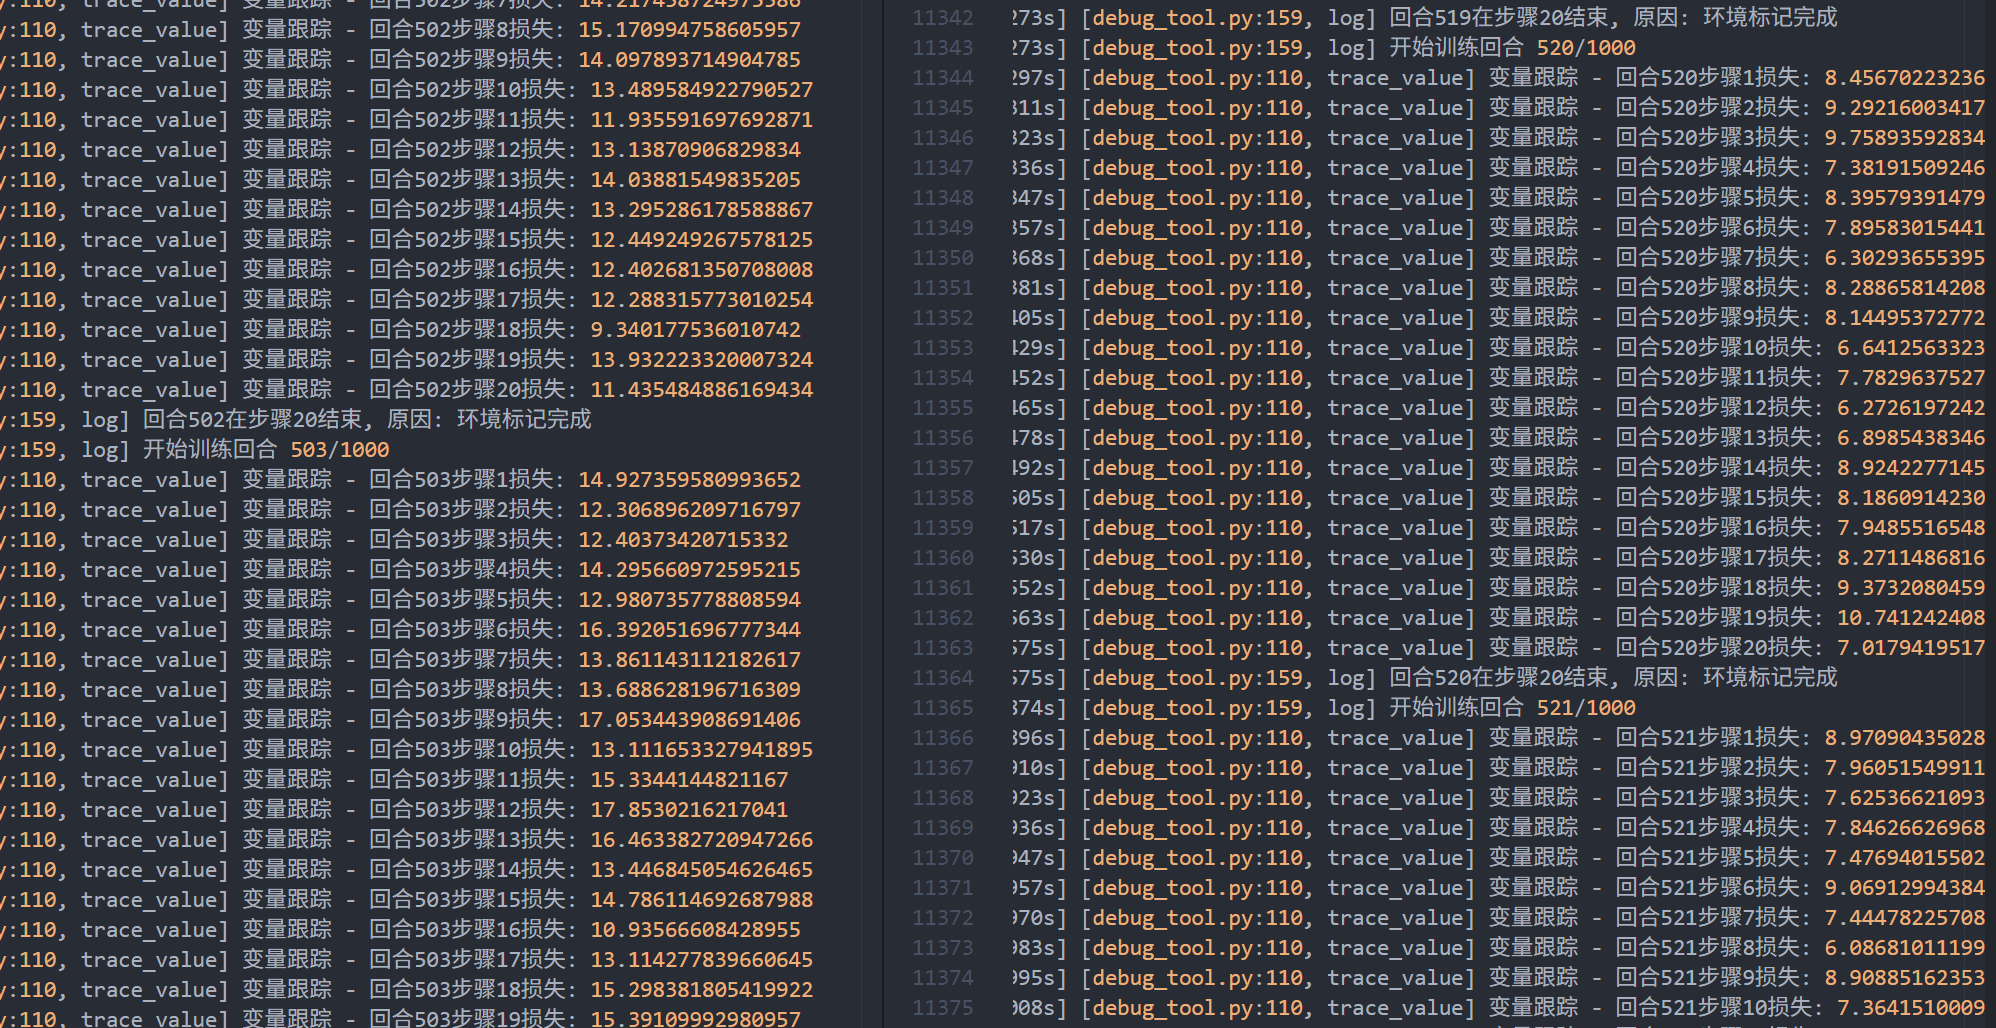 y:110, trace_value] 变量跟踪 - 回合502步骤7损失: 14.217458724975586
y:110, trace_value] 变量跟踪 - 回合502步骤8损失: 15.170994758605957
y:110, trace_value] 变量跟踪 - 回合502步骤9损失: 14.097893714904785
y:110, trace_value] 变量跟踪 - 回合502步骤10损失: 13.489584922790527
y:110, trace_value] 变量跟踪 - 回合502步骤11损失: 11.935591697692871
y:110, trace_value] 变量跟踪 - 回合502步骤12损失: 13.13870906829834
y:110, trace_value] 变量跟踪 - 回合502步骤13损失: 14.03881549835205
y:110, trace_value] 变量跟踪 - 回合502步骤14损失: 13.295286178588867
y:110, trace_value] 变量跟踪 - 回合502步骤15损失: 12.449249267578125
y:110, trace_value] 变量跟踪 - 回合502步骤16损失: 12.402681350708008
y:110, trace_value] 变量跟踪 - 回合502步骤17损失: 12.288315773010254
y:110, trace_value] 变量跟踪 - 回合502步骤18损失: 9.340177536010742
y:110, trace_value] 变量跟踪 - 回合502步骤19损失: 13.932223320007324
y:110, trace_value] 变量跟踪 - 回合502步骤20损失: 11.435484886169434
y:159, log] 回合502在步骤20结束, 原因: 环境标记完成
y:159, log] 开始训练回合 503/1000
y:110, trace_value] 变量跟踪 - 回合503步骤1损失: 14.927359580993652
y:110, trace_value] 变量跟踪 - 回合503步骤2损失: 12.306896209716797
y:110, trace_value] 变量跟踪 - 回合503步骤3损失: 12.40373420715332
y:110, trace_value] 变量跟踪 - 回合503步骤4损失: 14.295660972595215
y:110, trace_value] 变量跟踪 - 回合503步骤5损失: 12.980735778808594
y:110, trace_value] 变量跟踪 - 回合503步骤6损失: 16.392051696777344
y:110, trace_value] 变量跟踪 - 回合503步骤7损失: 13.861143112182617
y:110, trace_value] 变量跟踪 - 回合503步骤8损失: 13.688628196716309
y:110, trace_value] 变量跟踪 - 回合503步骤9损失: 17.053443908691406
y:110, trace_value] 变量跟踪 - 回合503步骤10损失: 13.111653327941895
y:110, trace_value] 变量跟踪 - 回合503步骤11损失: 15.3344144821167
y:110, trace_value] 变量跟踪 - 回合503步骤12损失: 17.8530216217041
y:110, trace_value] 变量跟踪 - 回合503步骤13损失: 16.463382720947266
y:110, trace_value] 变量跟踪 - 回合503步骤14损失: 13.446845054626465
y:110, trace_value] 变量跟踪 - 回合503步骤15损失: 14.786114692687988
y:110, trace_value] 变量跟踪 - 回合503步骤16损失: 10.93566608428955
y:110, trace_value] 变量跟踪 - 回合503步骤17损失: 13.114277839660645
y:110, trace_value] 变量跟踪 - 回合503步骤18损失: 15.298381805419922
y:110, trace_value] 变量跟踪 - 回合503步骤19损失: 15.39109992980957
11342 273s] [debug_tool.py:159, log] 回合519在步骤20结束, 原因: 环境标记完成
11343 273s] [debug_tool.py:159, log] 开始训练回合 520/1000
11344 297s] [debug_tool.py:110, trace_value] 变量跟踪 - 回合520步骤1损失: 8.45670223236
11345 311s] [debug_tool.py:110, trace_value] 变量跟踪 - 回合520步骤2损失: 9.29216003417
11346 323s] [debug_tool.py:110, trace_value] 变量跟踪 - 回合520步骤3损失: 9.75893592834
11347 336s] [debug_tool.py:110, trace_value] 变量跟踪 - 回合520步骤4损失: 7.38191509246
11348 347s] [debug_tool.py:110, trace_value] 变量跟踪 - 回合520步骤5损失: 8.39579391479
11349 357s] [debug_tool.py:110, trace_value] 变量跟踪 - 回合520步骤6损失: 7.89583015441
11350 368s] [debug_tool.py:110, trace_value] 变量跟踪 - 回合520步骤7损失: 6.30293655395
11351 381s] [debug_tool.py:110, trace_value] 变量跟踪 - 回合520步骤8损失: 8.28865814208
11352 405s] [debug_tool.py:110, trace_value] 变量跟踪 - 回合520步骤9损失: 8.14495372772
11353 429s] [debug_tool.py:110, trace_value] 变量跟踪 - 回合520步骤10损失: 6.6412563323
11354 452s] [debug_tool.py:110, trace_value] 变量跟踪 - 回合520步骤11损失: 7.7829637527
11355 465s] [debug_tool.py:110, trace_value] 变量跟踪 - 回合520步骤12损失: 6.2726197242
11356 478s] [debug_tool.py:110, trace_value] 变量跟踪 - 回合520步骤13损失: 6.8985438346
11357 492s] [debug_tool.py:110, trace_value] 变量跟踪 - 回合520步骤14损失: 8.9242277145
11358 505s] [debug_tool.py:110, trace_value] 变量跟踪 - 回合520步骤15损失: 8.1860914230
11359 517s] [debug_tool.py:110, trace_value] 变量跟踪 - 回合520步骤16损失: 7.9485516548
11360 530s] [debug_tool.py:110, trace_value] 变量跟踪 - 回合520步骤17损失: 8.2711486816
11361 552s] [debug_tool.py:110, trace_value] 变量跟踪 - 回合520步骤18损失: 9.3732080459
11362 563s] [debug_tool.py:110, trace_value] 变量跟踪 - 回合520步骤19损失: 10.741242408
11363 575s] [debug_tool.py:110, trace_value] 变量跟踪 - 回合520步骤20损失: 7.0179419517
11364 575s] [debug_tool.py:159, log] 回合520在步骤20结束, 原因: 环境标记完成
11365 874s] [debug_tool.py:159, log] 开始训练回合 521/1000
11366 896s] [debug_tool.py:110, trace_value] 变量跟踪 - 回合521步骤1损失: 8.97090435028
11367 910s] [debug_tool.py:110, trace_value] 变量跟踪 - 回合521步骤2损失: 7.96051549911
11368 923s] [debug_tool.py:110, trace_value] 变量跟踪 - 回合521步骤3损失: 7.62536621093
11369 936s] [debug_tool.py:110, trace_value] 变量跟踪 - 回合521步骤4损失: 7.84626626968
11370 947s] [debug_tool.py:110, trace_value] 变量跟踪 - 回合521步骤5损失: 7.47694015502
11371 957s] [debug_tool.py:110, trace_value] 变量跟踪 - 回合521步骤6损失: 9.06912994384
11372 970s] [debug_tool.py:110, trace_value] 变量跟踪 - 回合521步骤7损失: 7.44478225708
11373 983s] [debug_tool.py:110, trace_value] 变量跟踪 - 回合521步骤8损失: 6.08681011199
11374 995s] [debug_tool.py:110, trace_value] 变量跟踪 - 回合521步骤9损失: 8.90885162353
11375 008s] [debug_tool.py:110, trace_value] 变量跟踪 - 回合521步骤10损失: 7.3641510009